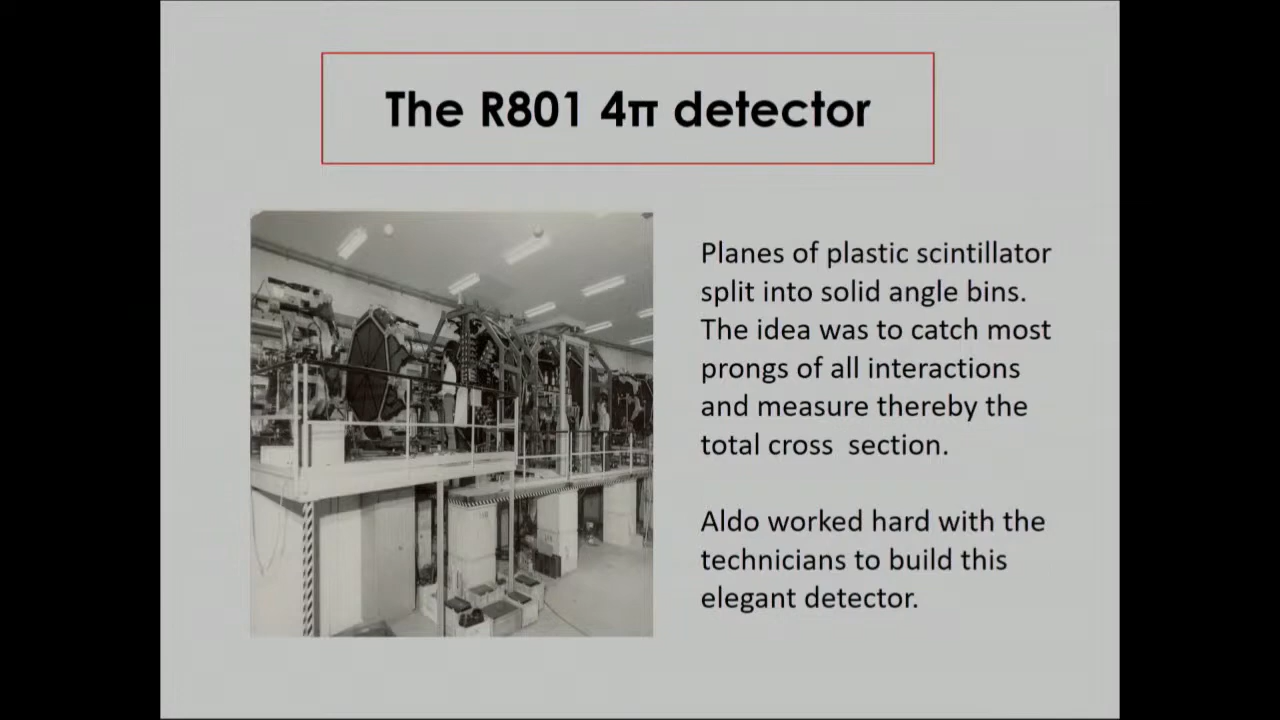 The R801 4π detector
Planes of plastic scintillator
split into solid angle bins.
The idea was to catch most
prongs of all interactions
and measure thereby the
total cross  section.
Aldo worked hard with the
technicians to build this
elegant detector.